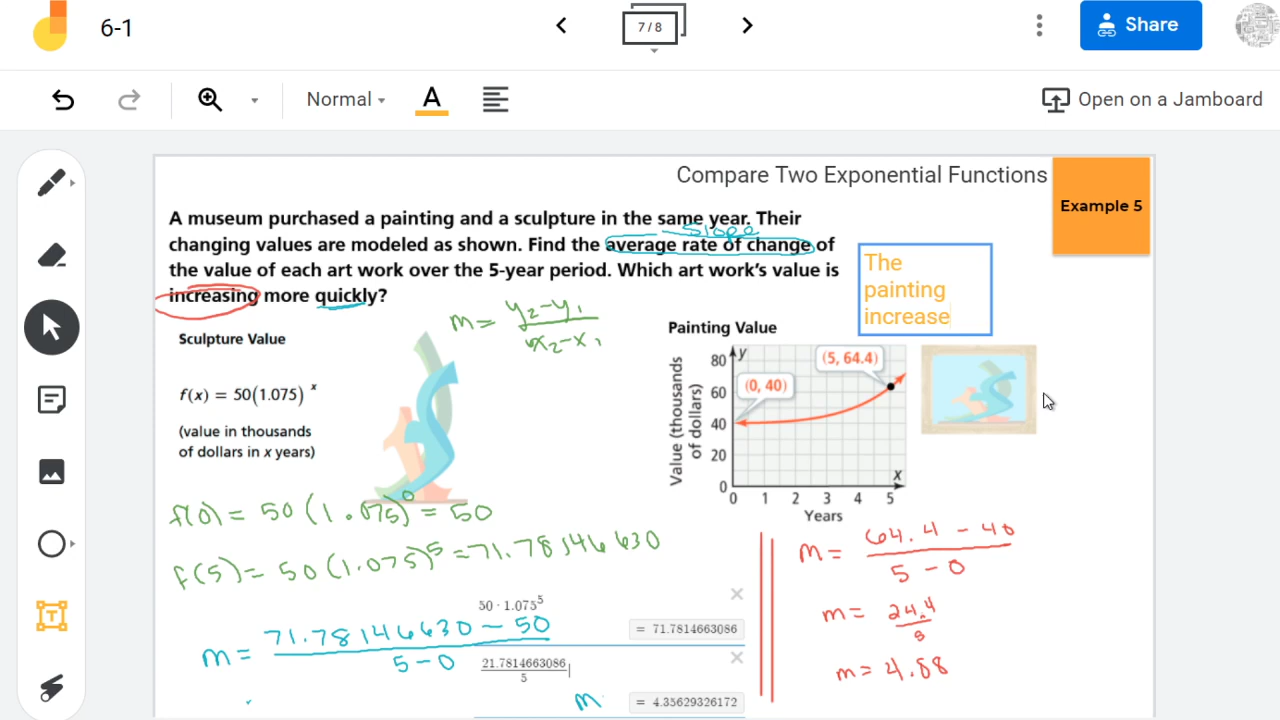 6-1
7 / 8
Share
Normal
A
Open on a Jamboard
Compare Two Exponential Functions
Example 5
A museum purchased a painting and a sculpture in the same year. Their
slope
changing values are modeled as shown. Find the average rate of change of
the value of each art work over the 5-year period. Which art work's value is
increasing more quickly?
The
painting
increase
m = y₂-y₁
x₂-x₁
Sculpture Value
f(x) = 50(1.075)ˣ
(value in thousands
of dollars in x years)
Painting Value
Value (thousands
of dollars)
80
60
40
20
0
y
(5, 64.4)
(0, 40)
x
0 1 2 3 4 5
Years
f(0) = 50(1.075)⁰ = 50
f(5) = 50(1.075)⁵ = 71.78146630
50 · 1.075⁵
= 71.7814663086
m = 71.78146630 - 50
5 - 0
21.7814663086
5
m
= 4.35629326172
m = 64.4 - 40
5 - 0
m = 24.4
5
m = 4.88
T